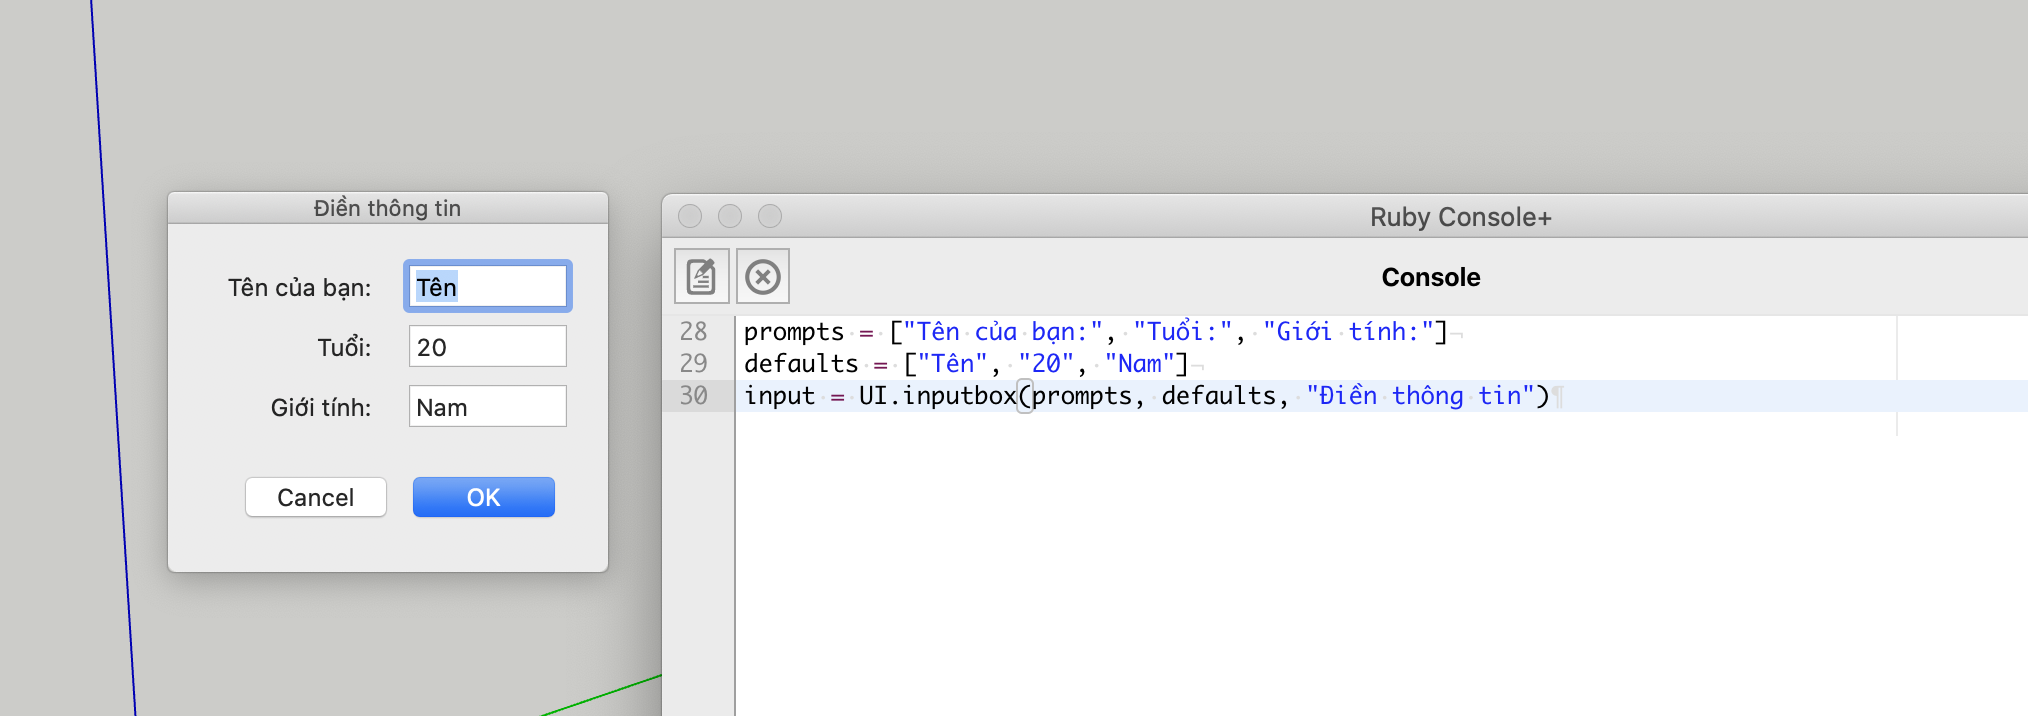 Điền thông tin
Tên của bạn: Tên
Tuổi: 20
Giới tính: Nam
Cancel OK
Ruby Console+
Console
28 prompts = ["Tên của bạn:", "Tuổi:", "Giới tính:"]¬
29 defaults = ["Tên", "20", "Nam"]¬
30 input = UI.inputbox(prompts, defaults, "Điền thông tin")¶